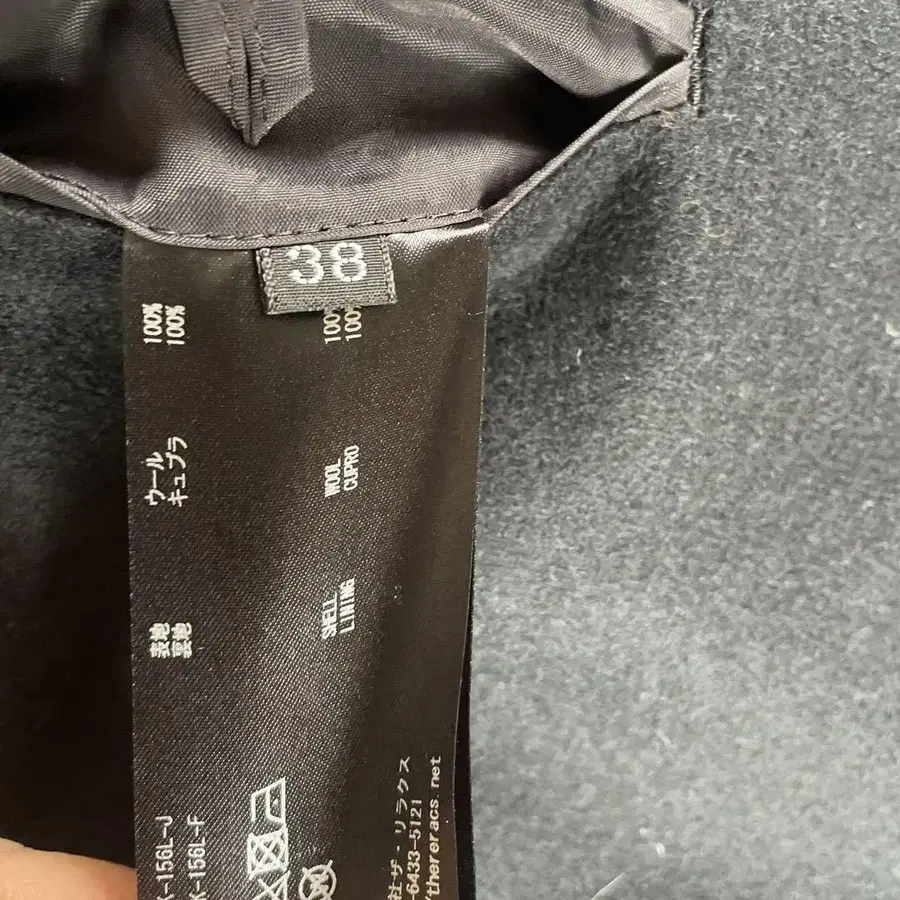 38
表地 ウール 100%
裏地 キュプラ 100%
SHELL WOOL 100%
LINING CUPRO 100%
K-156L-J
K-156L-F
社ザ・リラクス
-6433-5121
/thereracs.net